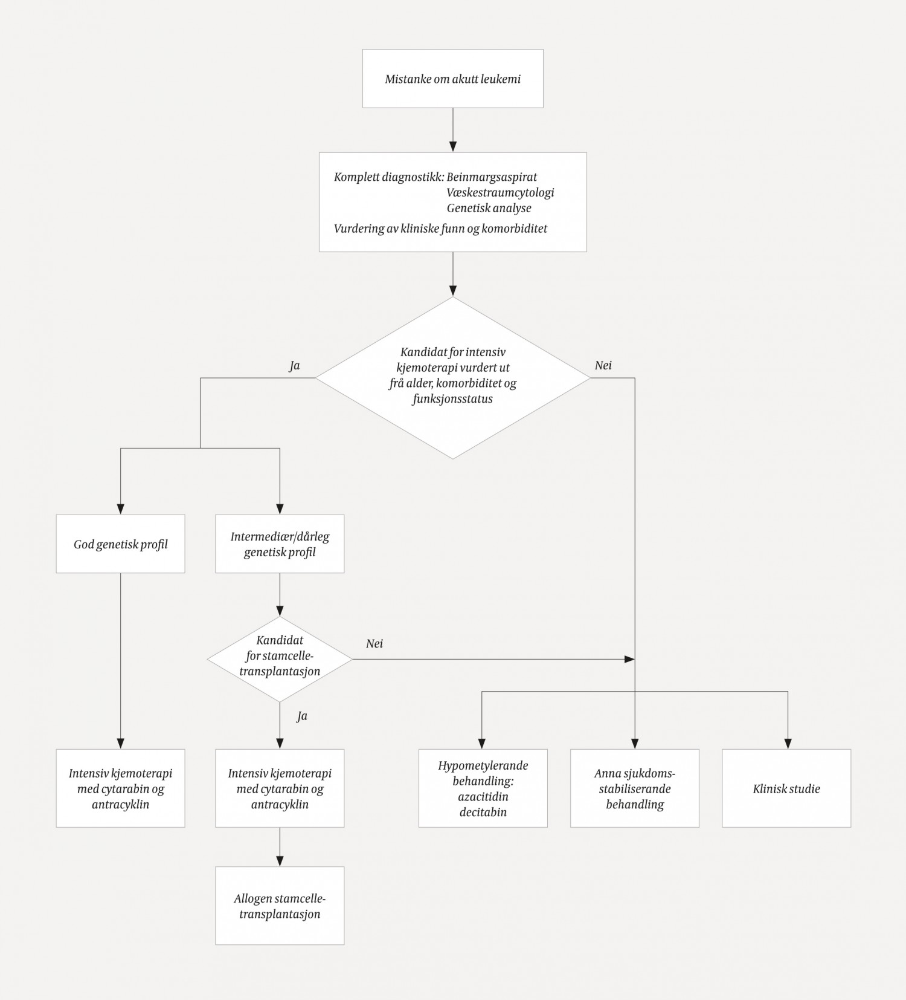 Mistanke om akutt leukemi
Komplett diagnostikk: Beinmargsaspirat
Væskestraumcytologi
Genetisk analyse
Vurdering av kliniske funn og komorbiditet
Kandidat for intensiv
kjemoterapi vurdert ut
frå alder, komorbiditet og
funksjonsstatus
Ja
Nei
God genetisk profil
Intermediær/dårleg
genetisk profil
Kandidat
for stamcelle-
transplantasjon
Nei
Ja
Intensiv kjemoterapi
med cytarabin og
antracyklin
Intensiv kjemoterapi
med cytarabin og
antracyklin
Hypometylerande
behandling:
azacitidin
decitabin
Anna sjukdoms-
stabiliserande
behandling
Klinisk studie
Allogen stamcelle-
transplantasjon